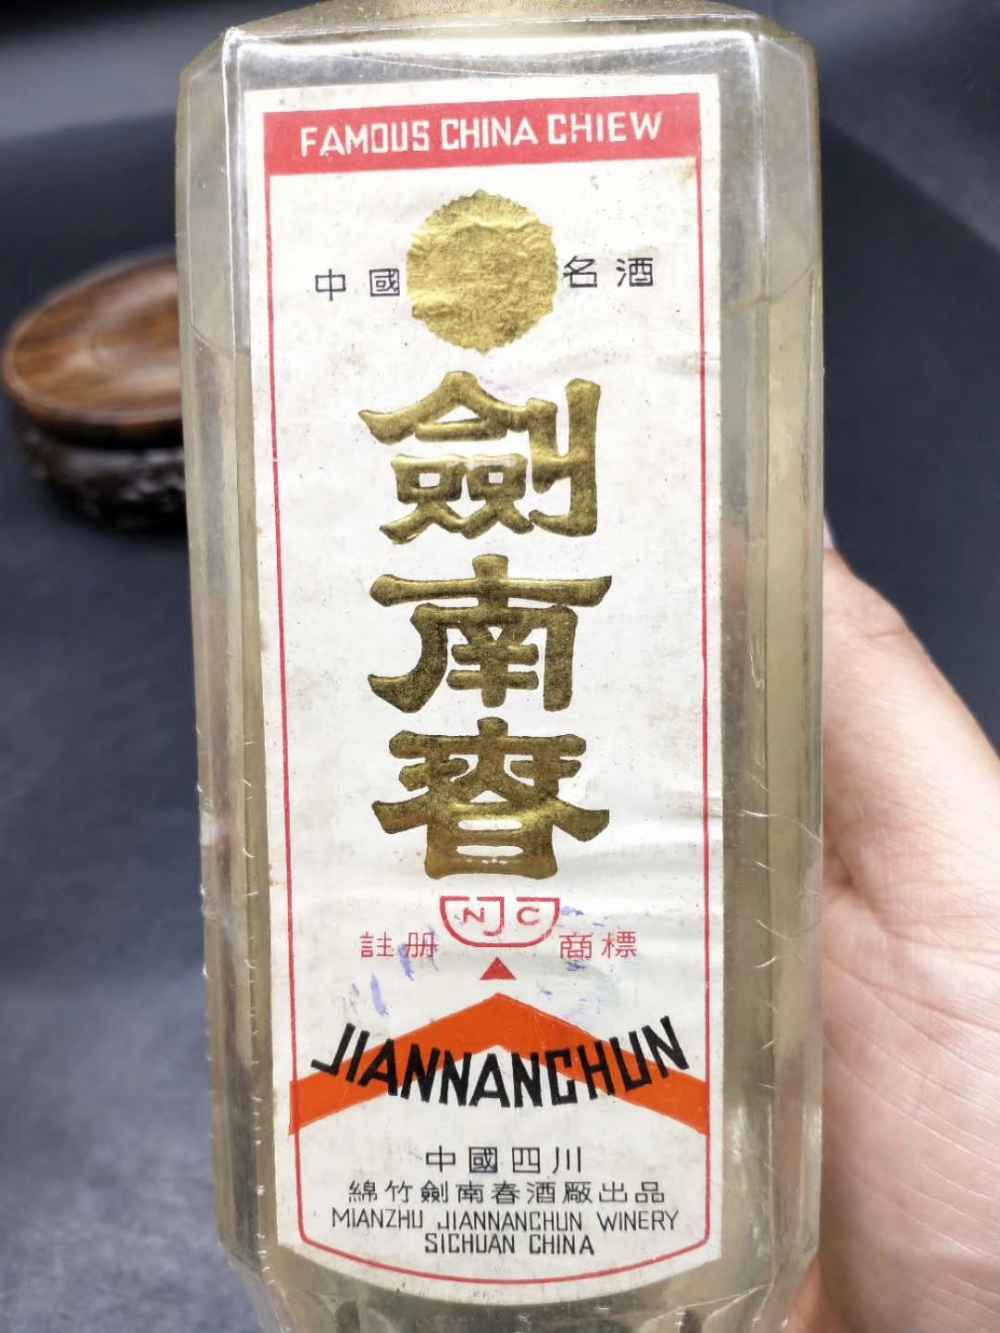 FAMOUS CHINA CHIEW
中國 名酒
劍南春
NJC
註册 商標
JIANNANCHUN
中國四川
綿竹劍南春酒廠出品
MIANZHU JIANNANCHUN WINERY
SICHUAN CHINA